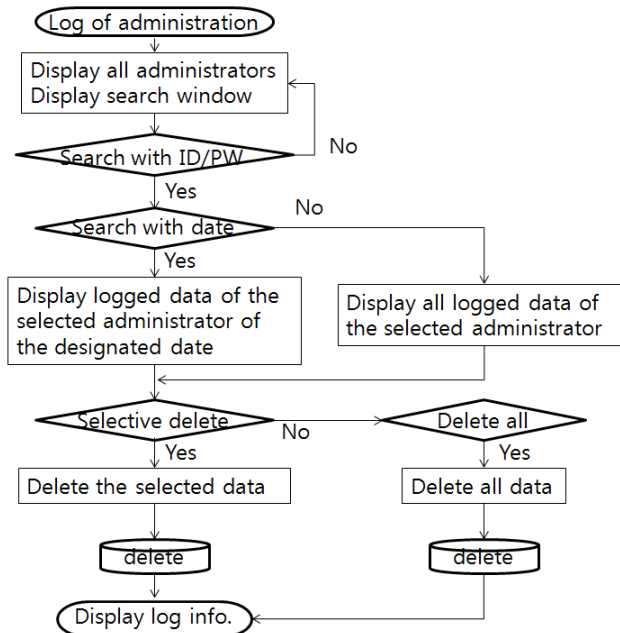 Log of administration
Display all administrators
Display search window
Search with ID/PW
No
Yes
Search with date
No
Yes
Display logged data of the
selected administrator of
the designated date
Display all logged data of
the selected administrator
Selective delete
No
Delete all
Yes
Yes
Delete the selected data
Delete all data
delete
delete
Display log info.